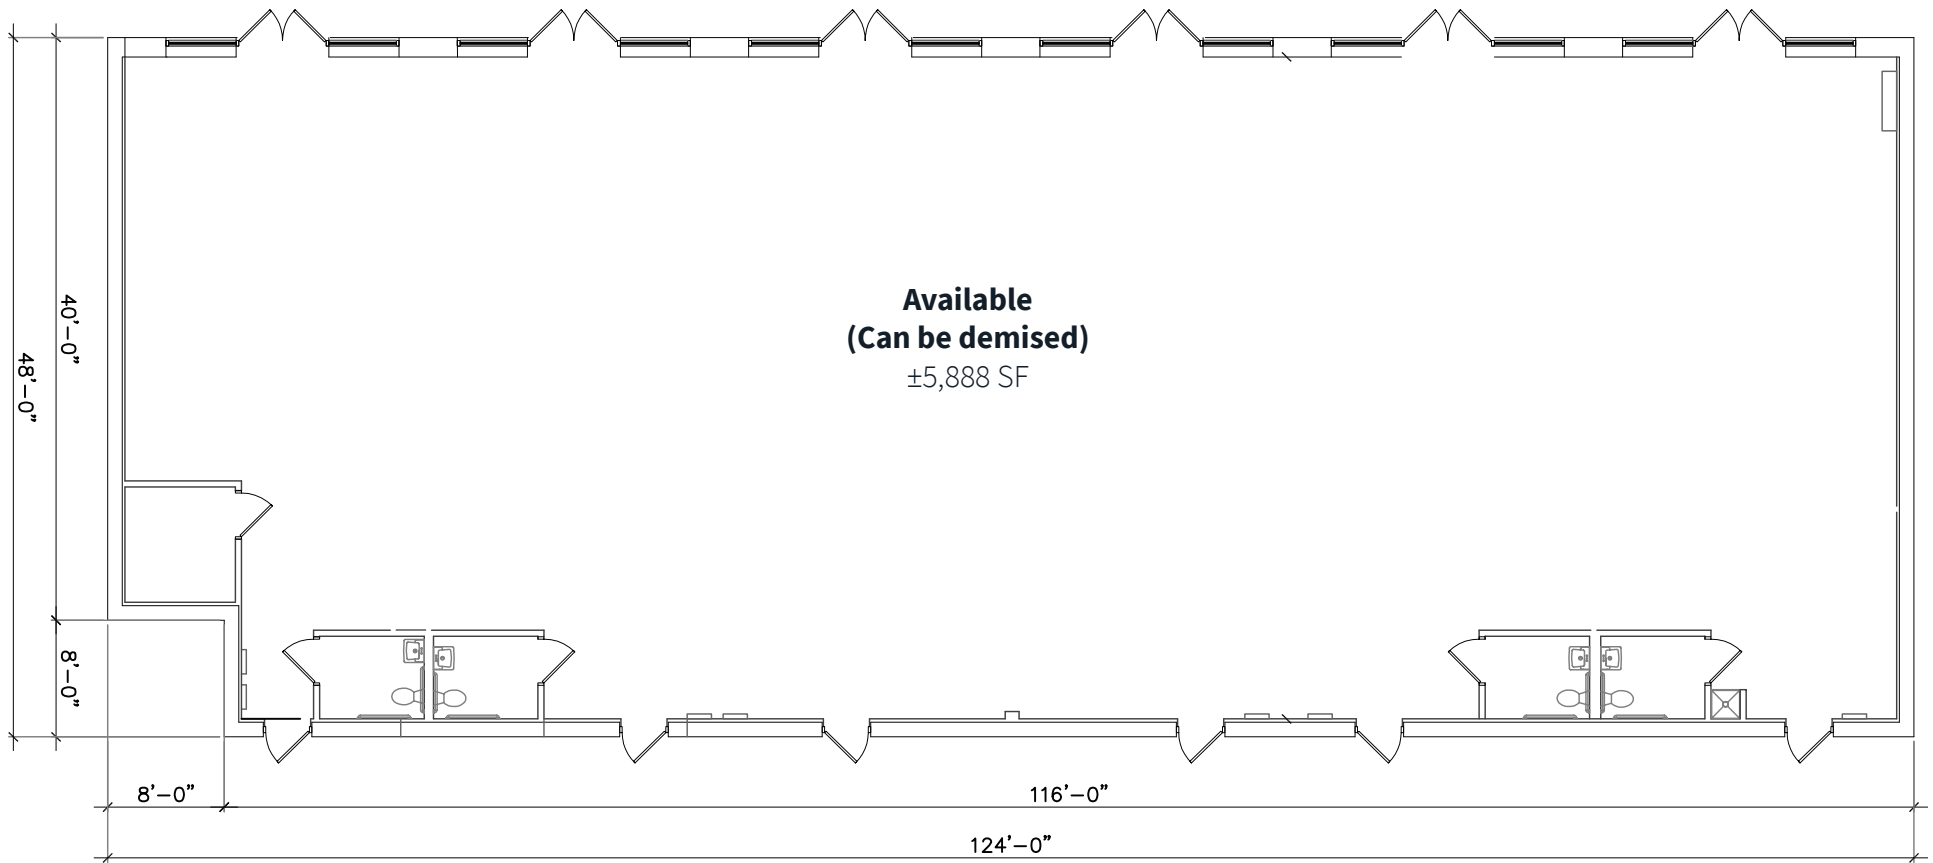 Available
(Can be demised)
±5,888 SF
40'-0"
48'-0"
8'-0"
8'-0"
116'-0"
124'-0"